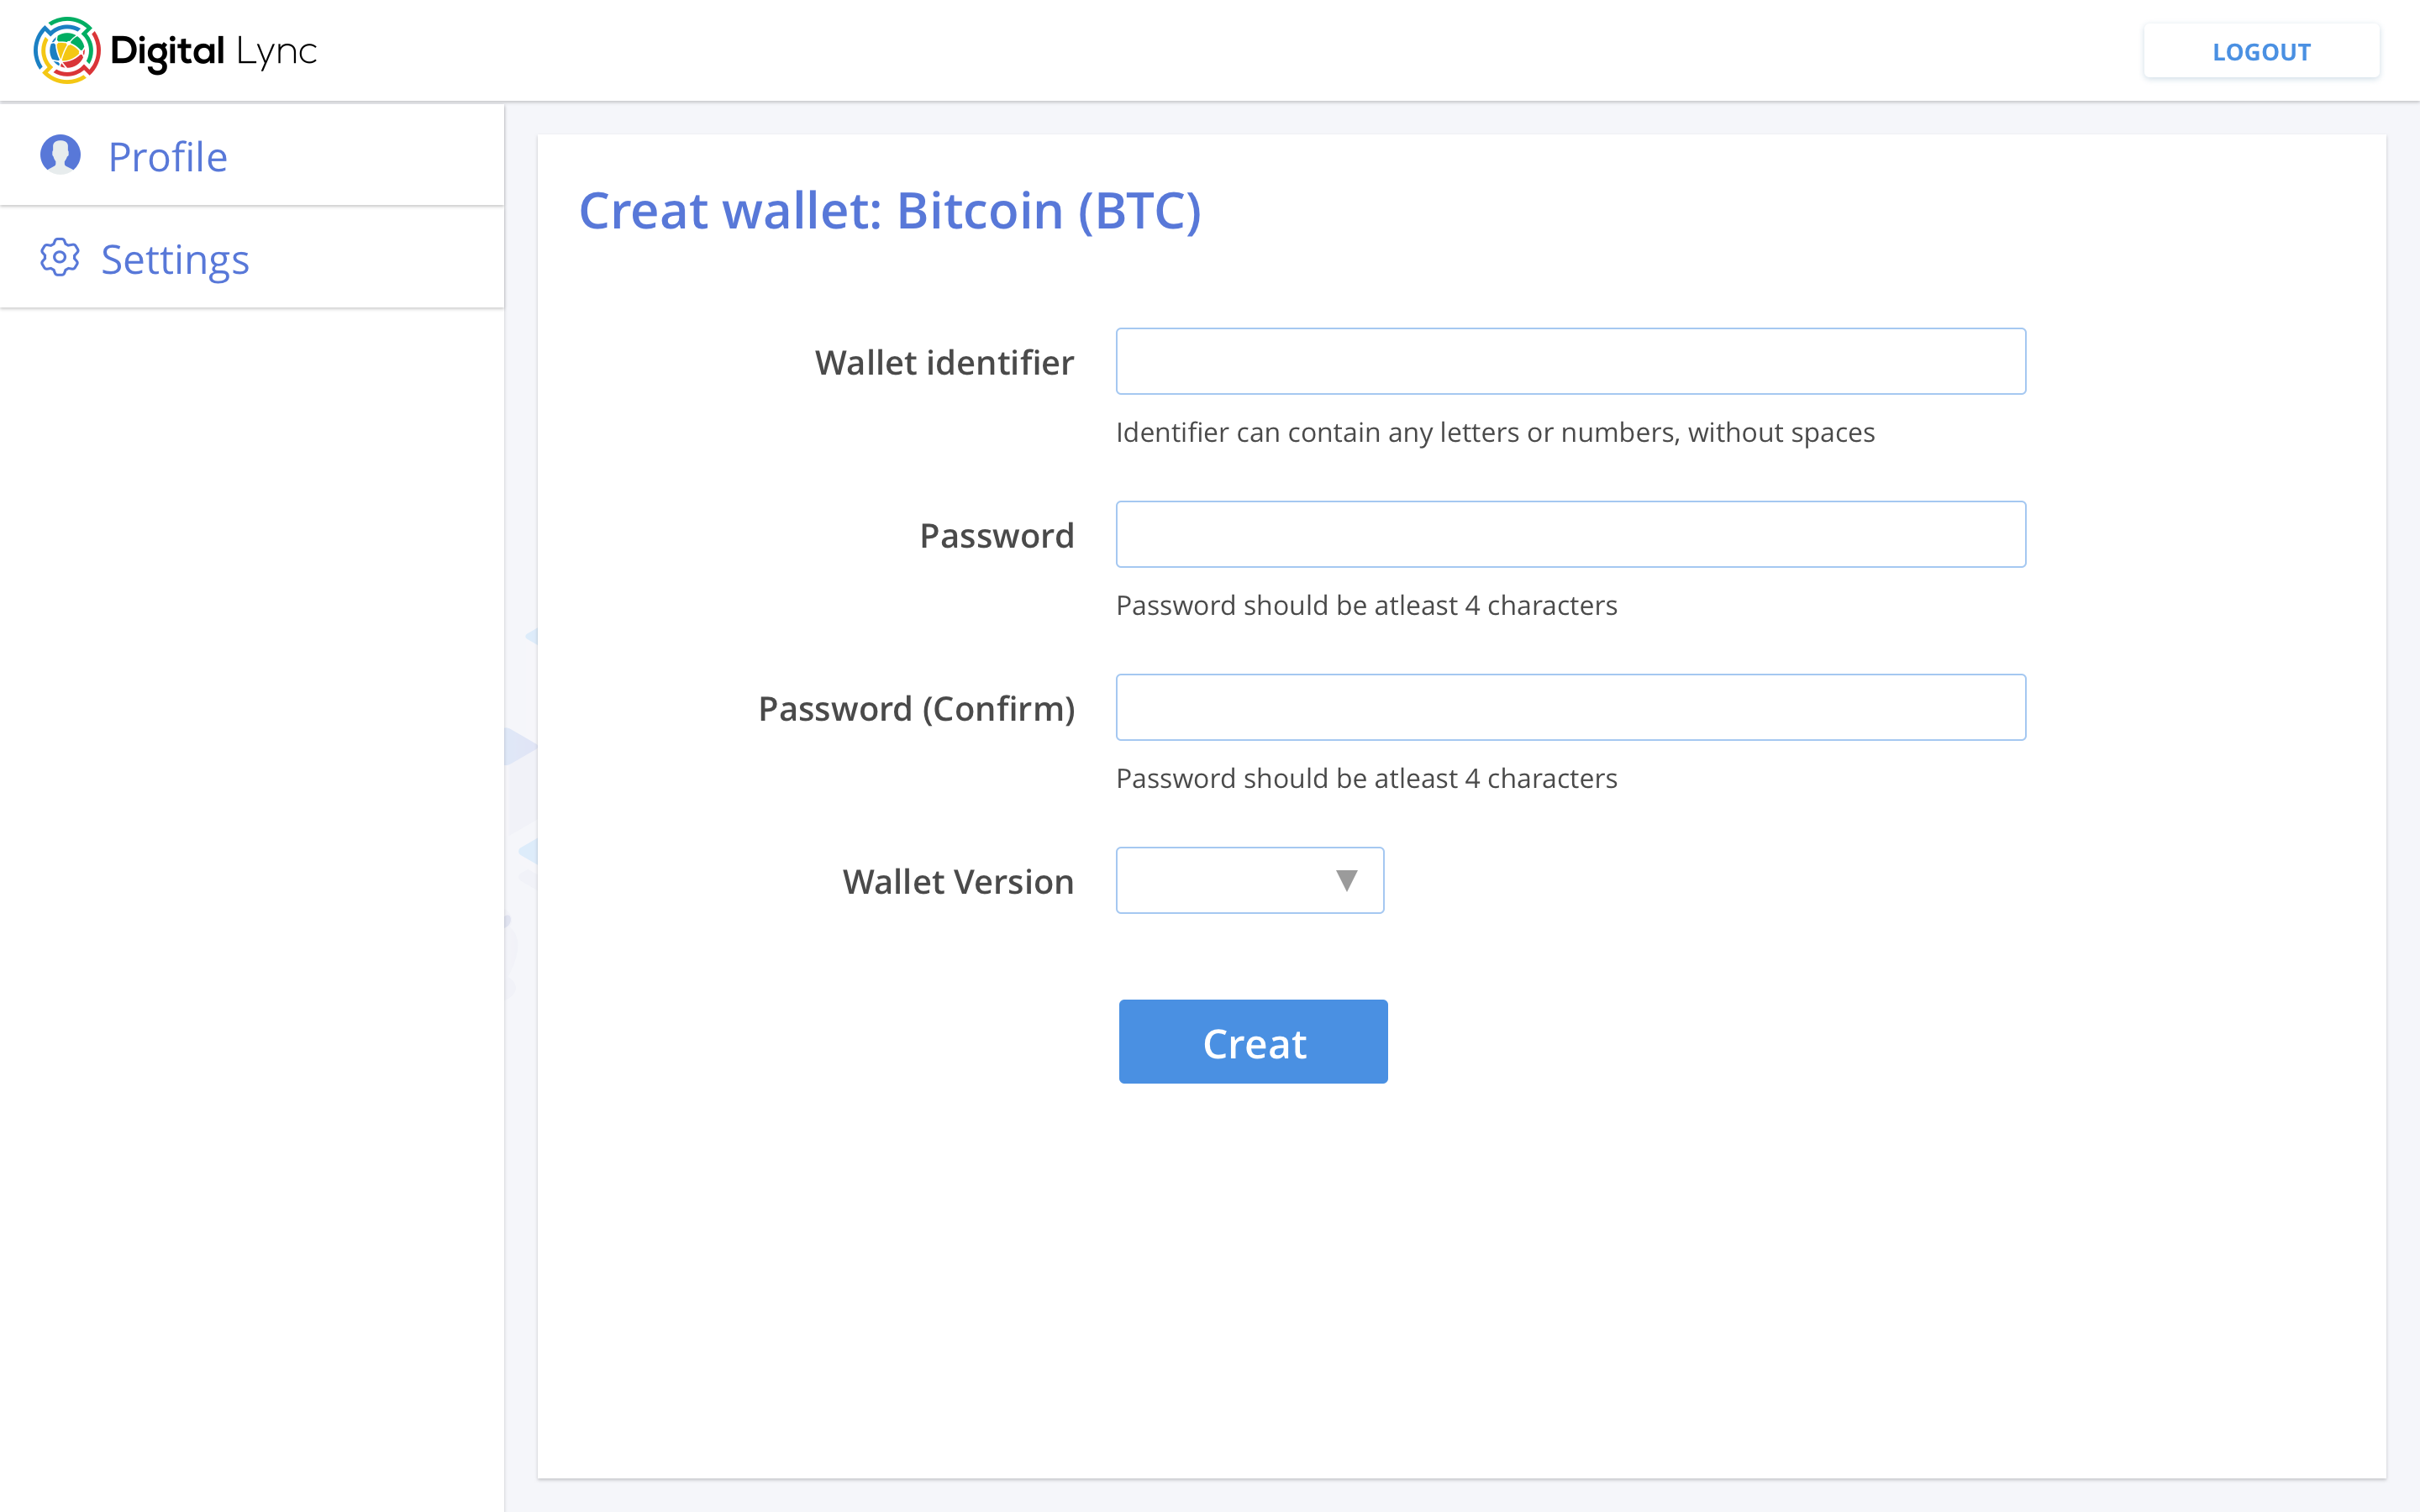 Digital Lync
LOGOUT
Profile
Settings
Creat wallet: Bitcoin (BTC)
Wallet identifier
Identifier can contain any letters or numbers, without spaces
Password
Password should be atleast 4 characters
Password (Confirm)
Password should be atleast 4 characters
Wallet Version
Creat